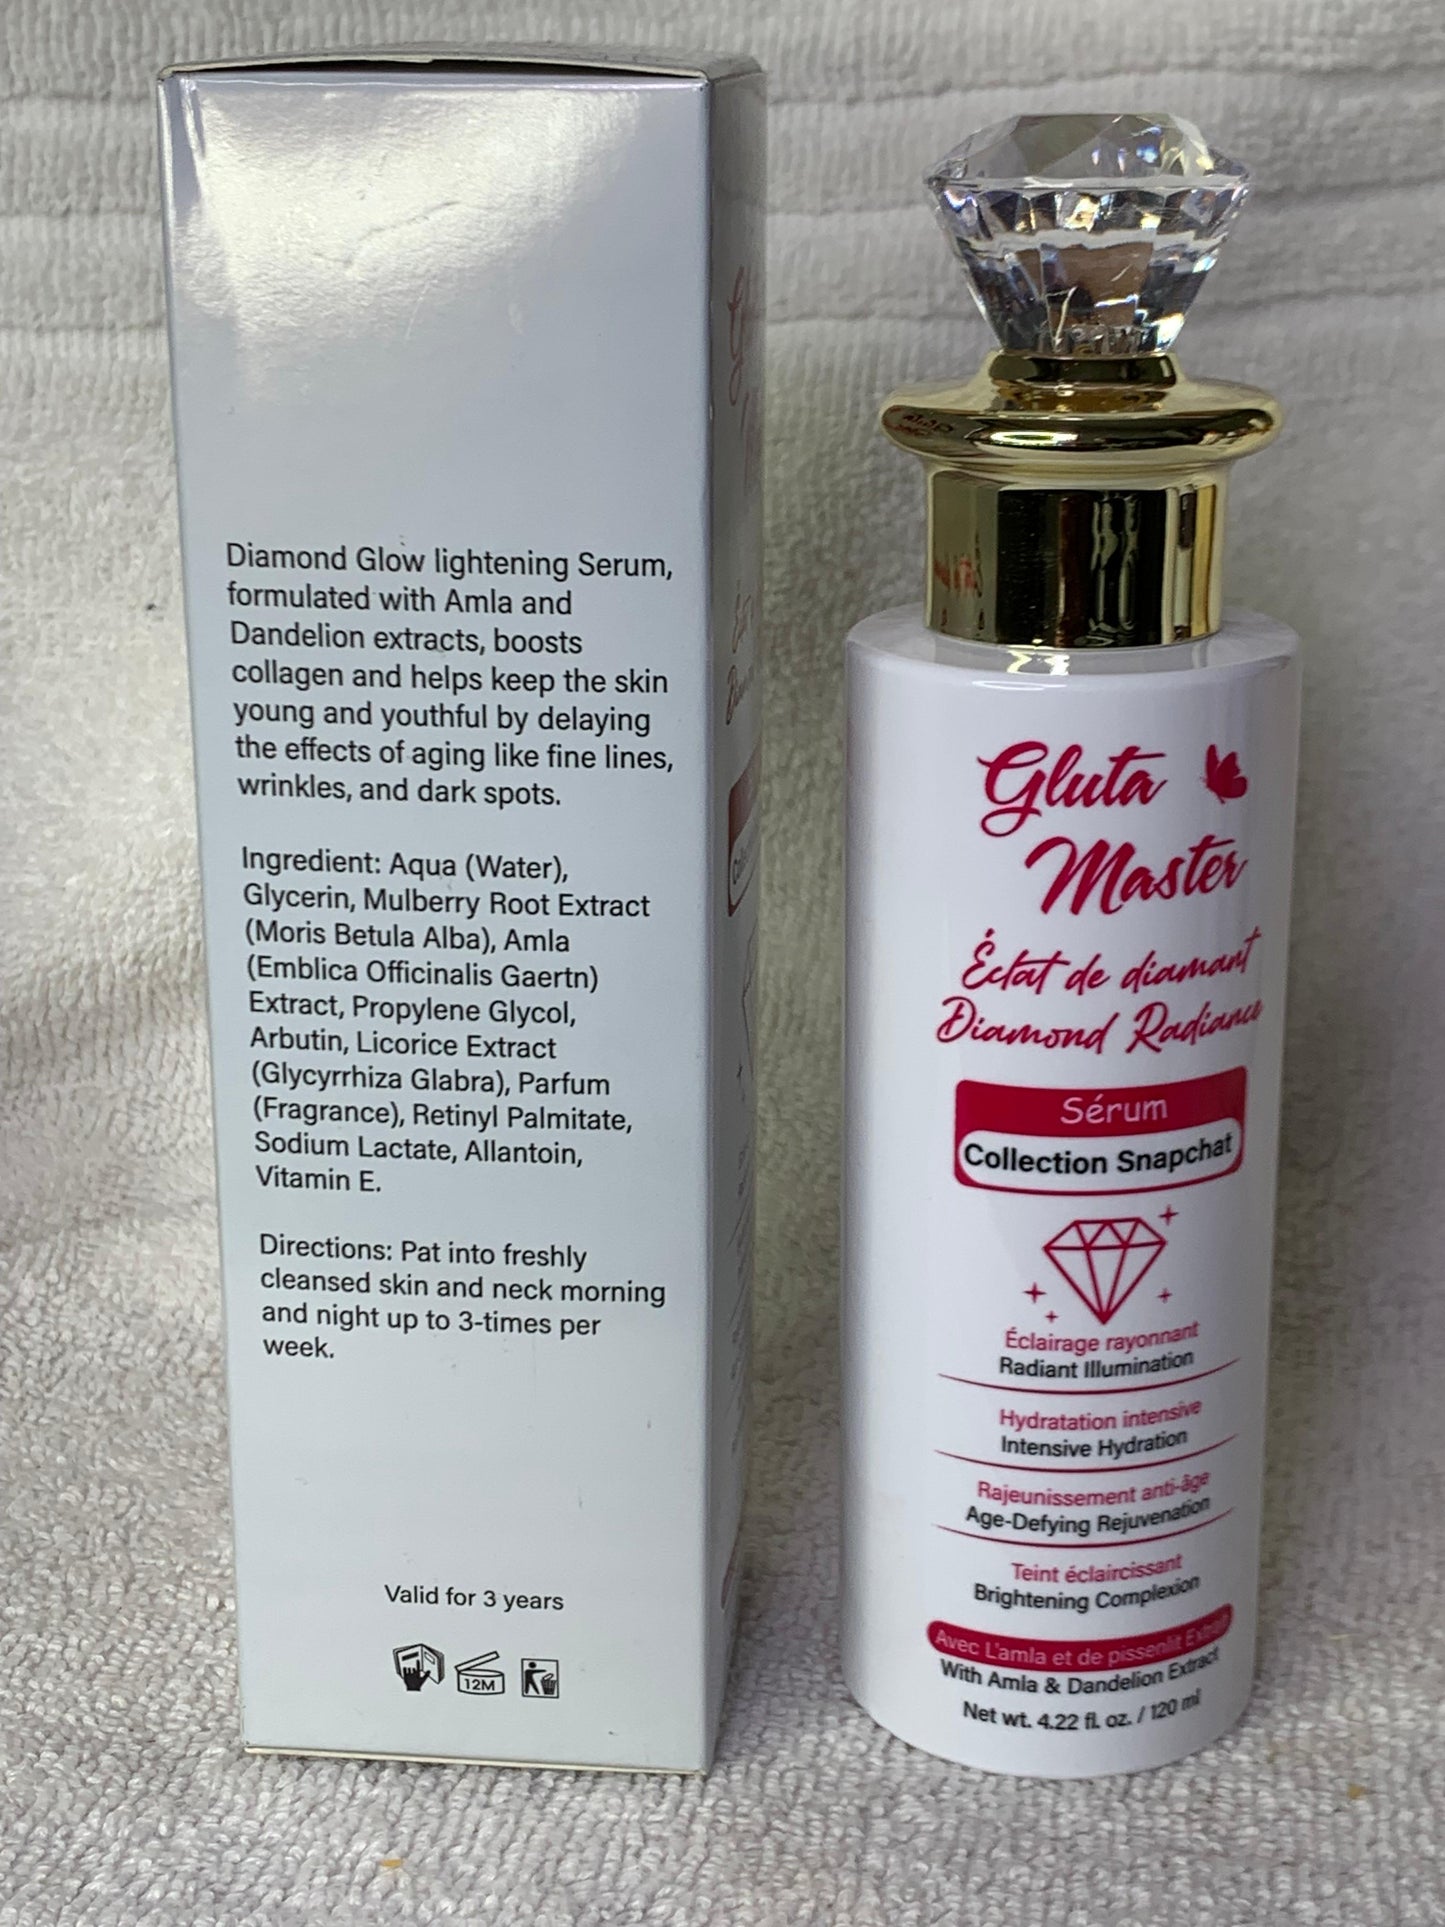 Diamond Glow lightening Serum,
formulated with Amla and
Dandelion extracts, boosts
collagen and helps keep the skin
young and youthful by delaying
the effects of aging like fine lines,
wrinkles, and dark spots.
Ingredient: Aqua (Water),
Glycerin, Mulberry Root Extract
(Moris Betula Alba), Amla
(Emblica Officinalis Gaertn)
Extract, Propylene Glycol,
Arbutin, Licorice Extract
(Glycyrrhiza Glabra), Parfum
(Fragrance), Retinyl Palmitate,
Sodium Lactate, Allantoin,
Vitamin E.
Directions: Pat into freshly
cleansed skin and neck morning
and night up to 3-times per
week.
Valid for 3 years
12M
Gluta
Master
Éclat de diamant
Diamond Radiance
Sérum
Collection Snapchat
Éclairage rayonnant
Radiant Illumination
Hydratation intensive
Intensive Hydration
Rajeunissement anti-âge
Age-Defying Rejuvenation
Teint éclaircissant
Brightening Complexion
Avec L'amla et de pissenlit Extrait
With Amla & Dandelion Extract
Net wt. 4.22 fl. oz. / 120 ml